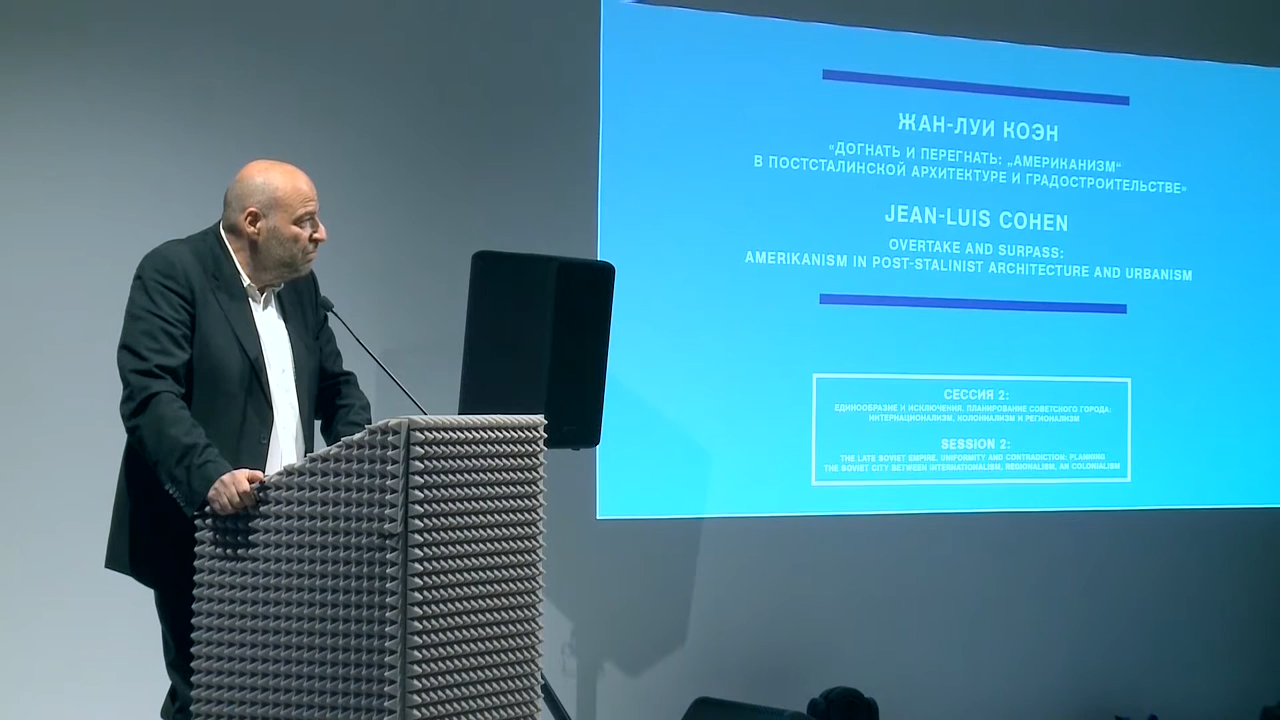 ЖАН-ЛУИ КОЭН
«ДОГНАТЬ И ПЕРЕГНАТЬ: „АМЕРИКАНИЗМ“
В ПОСТСТАЛИНСКОЙ АРХИТЕКТУРЕ И ГРАДОСТРОИТЕЛЬСТВЕ»
JEAN-LUIS COHEN
OVERTAKE AND SURPASS:
AMERIKANISM IN POST-STALINIST ARCHITECTURE AND URBANISM
СЕССИЯ 2:
ЕДИНООБРАЗИЕ И ИСКЛЮЧЕНИЯ. ПЛАНИРОВАНИЕ СОВЕТСКОГО ГОРОДА:
ИНТЕРНАЦИОНАЛИЗМ, КОЛОНИАЛИЗМ И РЕГИОНАЛИЗМ
SESSION 2:
THE LATE SOVIET EMPIRE. UNIFORMITY AND CONTRADICTION: PLANNING
THE SOVIET CITY BETWEEN INTERNATIONALISM, REGIONALISM, AN COLONIALISM